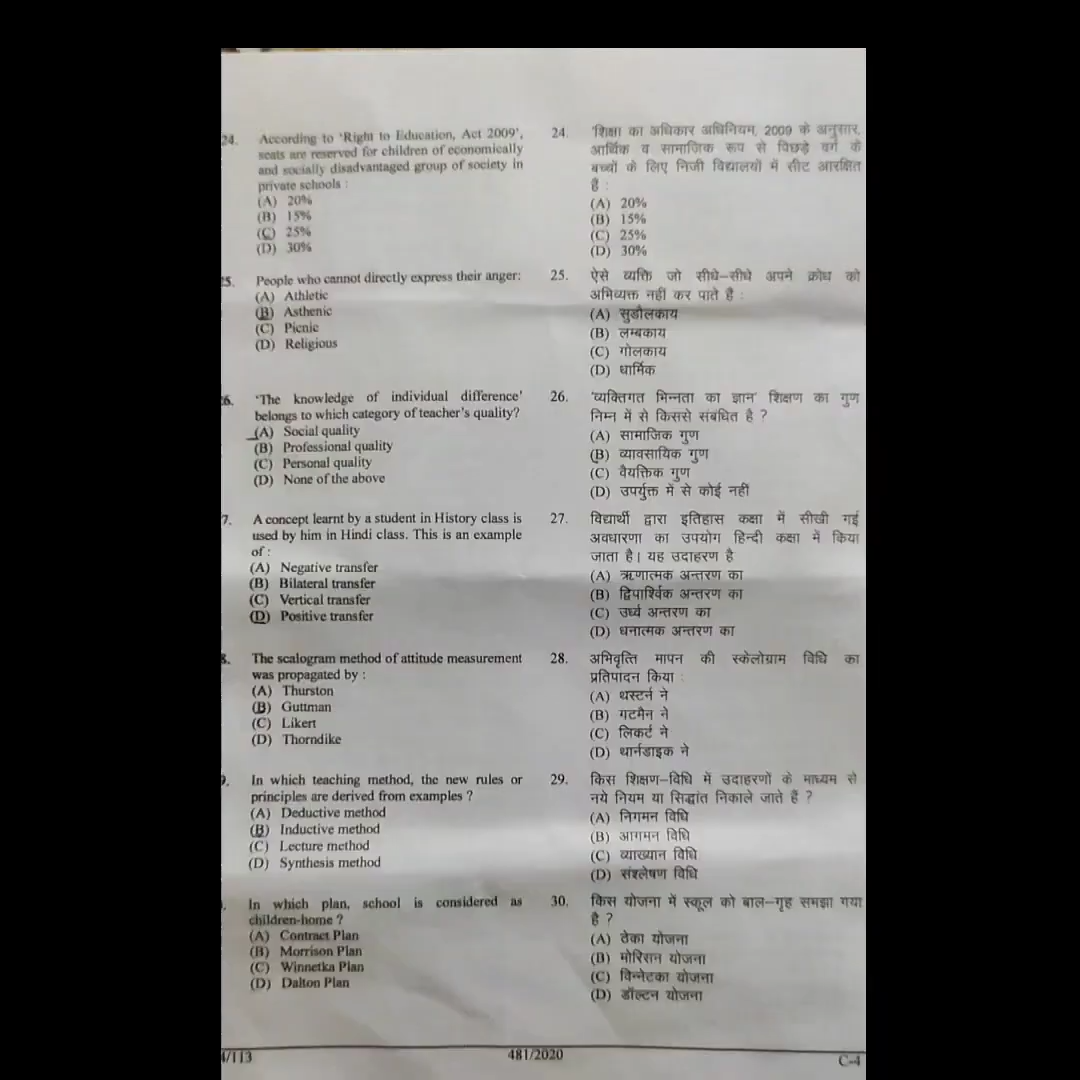 24. According to 'Right to Education, Act 2009',
seats are reserved for children of economically
and socially disadvantaged group of society in
private schools :
(A) 20%
(B) 15%
(C) 25%
(D) 30%
25. People who cannot directly express their anger:
(A) Athletic
(B) Asthenic
(C) Picnic
(D) Religious
26. 'The knowledge of individual difference'
belongs to which category of teacher's quality?
(A) Social quality
(B) Professional quality
(C) Personal quality
(D) None of the above
7. A concept learnt by a student in History class is
used by him in Hindi class. This is an example
of :
(A) Negative transfer
(B) Bilateral transfer
(C) Vertical transfer
(D) Positive transfer
8. The scalogram method of attitude measurement
was propagated by :
(A) Thurston
(B) Guttman
(C) Likert
(D) Thorndike
9. In which teaching method, the new rules or
principles are derived from examples ?
(A) Deductive method
(B) Inductive method
(C) Lecture method
(D) Synthesis method
. In which plan, school is considered as
children-home ?
(A) Contract Plan
(B) Morrison Plan
(C) Winnetka Plan
(D) Dalton Plan
24. 'शिक्षा का अधिकार अधिनियम, 2009 के अनुसार,
आर्थिक व सामाजिक रूप से पिछड़े वर्ग के
बच्चों के लिए निजी विद्यालयों में सीट आरक्षित
हैं :
(A) 20%
(B) 15%
(C) 25%
(D) 30%
25. ऐसे व्यक्ति जो सीधे–सीधे अपने क्रोध को
अभिव्यक्त नहीं कर पाते हैं :
(A) सुडौलकाय
(B) लम्बकाय
(C) गोलकाय
(D) धार्मिक
26. 'व्यक्तिगत भिन्नता का ज्ञान' शिक्षण का गुण
निम्न में से किससे संबंधित है ?
(A) सामाजिक गुण
(B) व्यावसायिक गुण
(C) वैयक्तिक गुण
(D) उपर्युक्त में से कोई नहीं
27. विद्यार्थी द्वारा इतिहास कक्षा में सीखी गई
अवधारणा का उपयोग हिन्दी कक्षा में किया
जाता है। यह उदाहरण है
(A) ऋणात्मक अन्तरण का
(B) द्विपार्श्विक अन्तरण का
(C) उर्ध्व अन्तरण का
(D) धनात्मक अन्तरण का
28. अभिवृत्ति मापन की स्केलोग्राम विधि का
प्रतिपादन किया :
(A) थस्टर्न ने
(B) गटमैन ने
(C) लिकर्ट ने
(D) थार्नडाइक ने
29. किस शिक्षण–विधि में उदाहरणों के माध्यम से
नये नियम या सिद्धांत निकाले जाते हैं ?
(A) निगमन विधि
(B) आगमन विधि
(C) व्याख्यान विधि
(D) संश्लेषण विधि
30. किस योजना में स्कूल को बाल–गृह समझा गया
है ?
(A) ठेका योजना
(B) मोरिसन योजना
(C) विन्नेटका योजना
(D) डॉल्टन योजना
4/113 481/2020 C-4